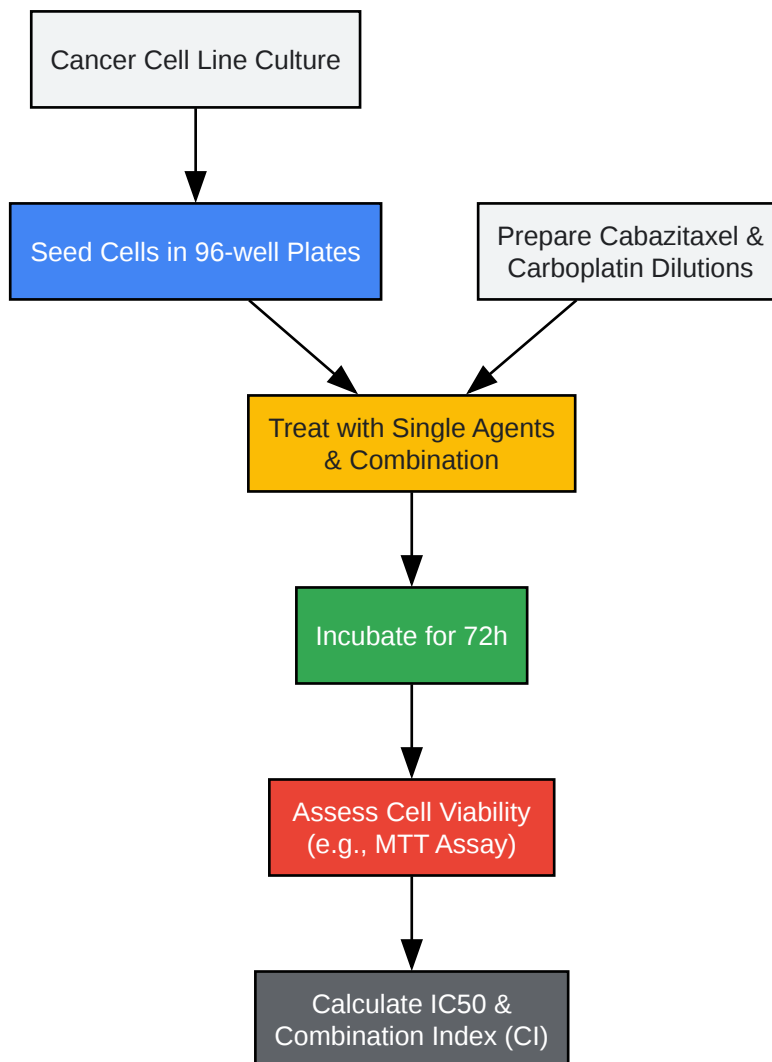 Cancer Cell Line Culture
Seed Cells in 96-well Plates
Prepare Cabazitaxel &
Carboplatin Dilutions
Treat with Single Agents
& Combination
Incubate for 72h
Assess Cell Viability
(e.g., MTT Assay)
Calculate IC50 &
Combination Index (CI)